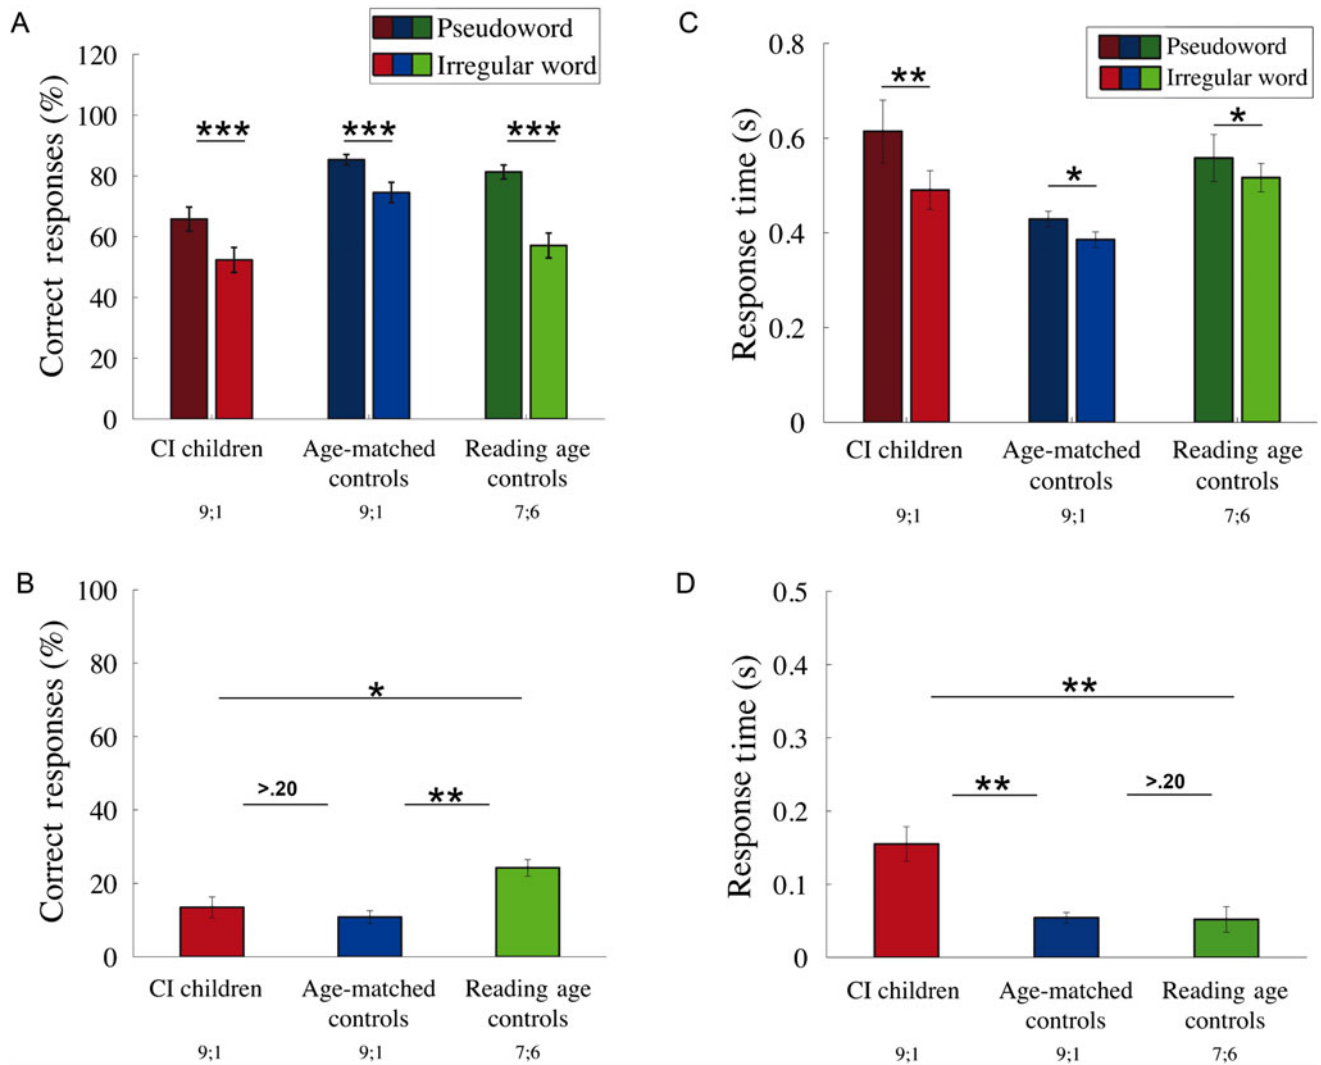 A
Pseudoword
Irregular word
Correct responses (%)
120
100
80
60
40
20
0
***
***
***
CI children
Age-matched
controls
Reading age
controls
9;1
9;1
7;6
C
Pseudoword
Irregular word
Response time (s)
0.8
0.6
0.4
0.2
0
**
*
*
CI children
Age-matched
controls
Reading age
controls
9;1
9;1
7;6
B
Correct responses (%)
100
80
60
40
20
0
*
>.20
**
CI children
Age-matched
controls
Reading age
controls
9;1
9;1
7;6
D
Response time (s)
0.5
0.4
0.3
0.2
0.1
0
**
**
>.20
CI children
Age-matched
controls
Reading age
controls
9;1
9;1
7;6